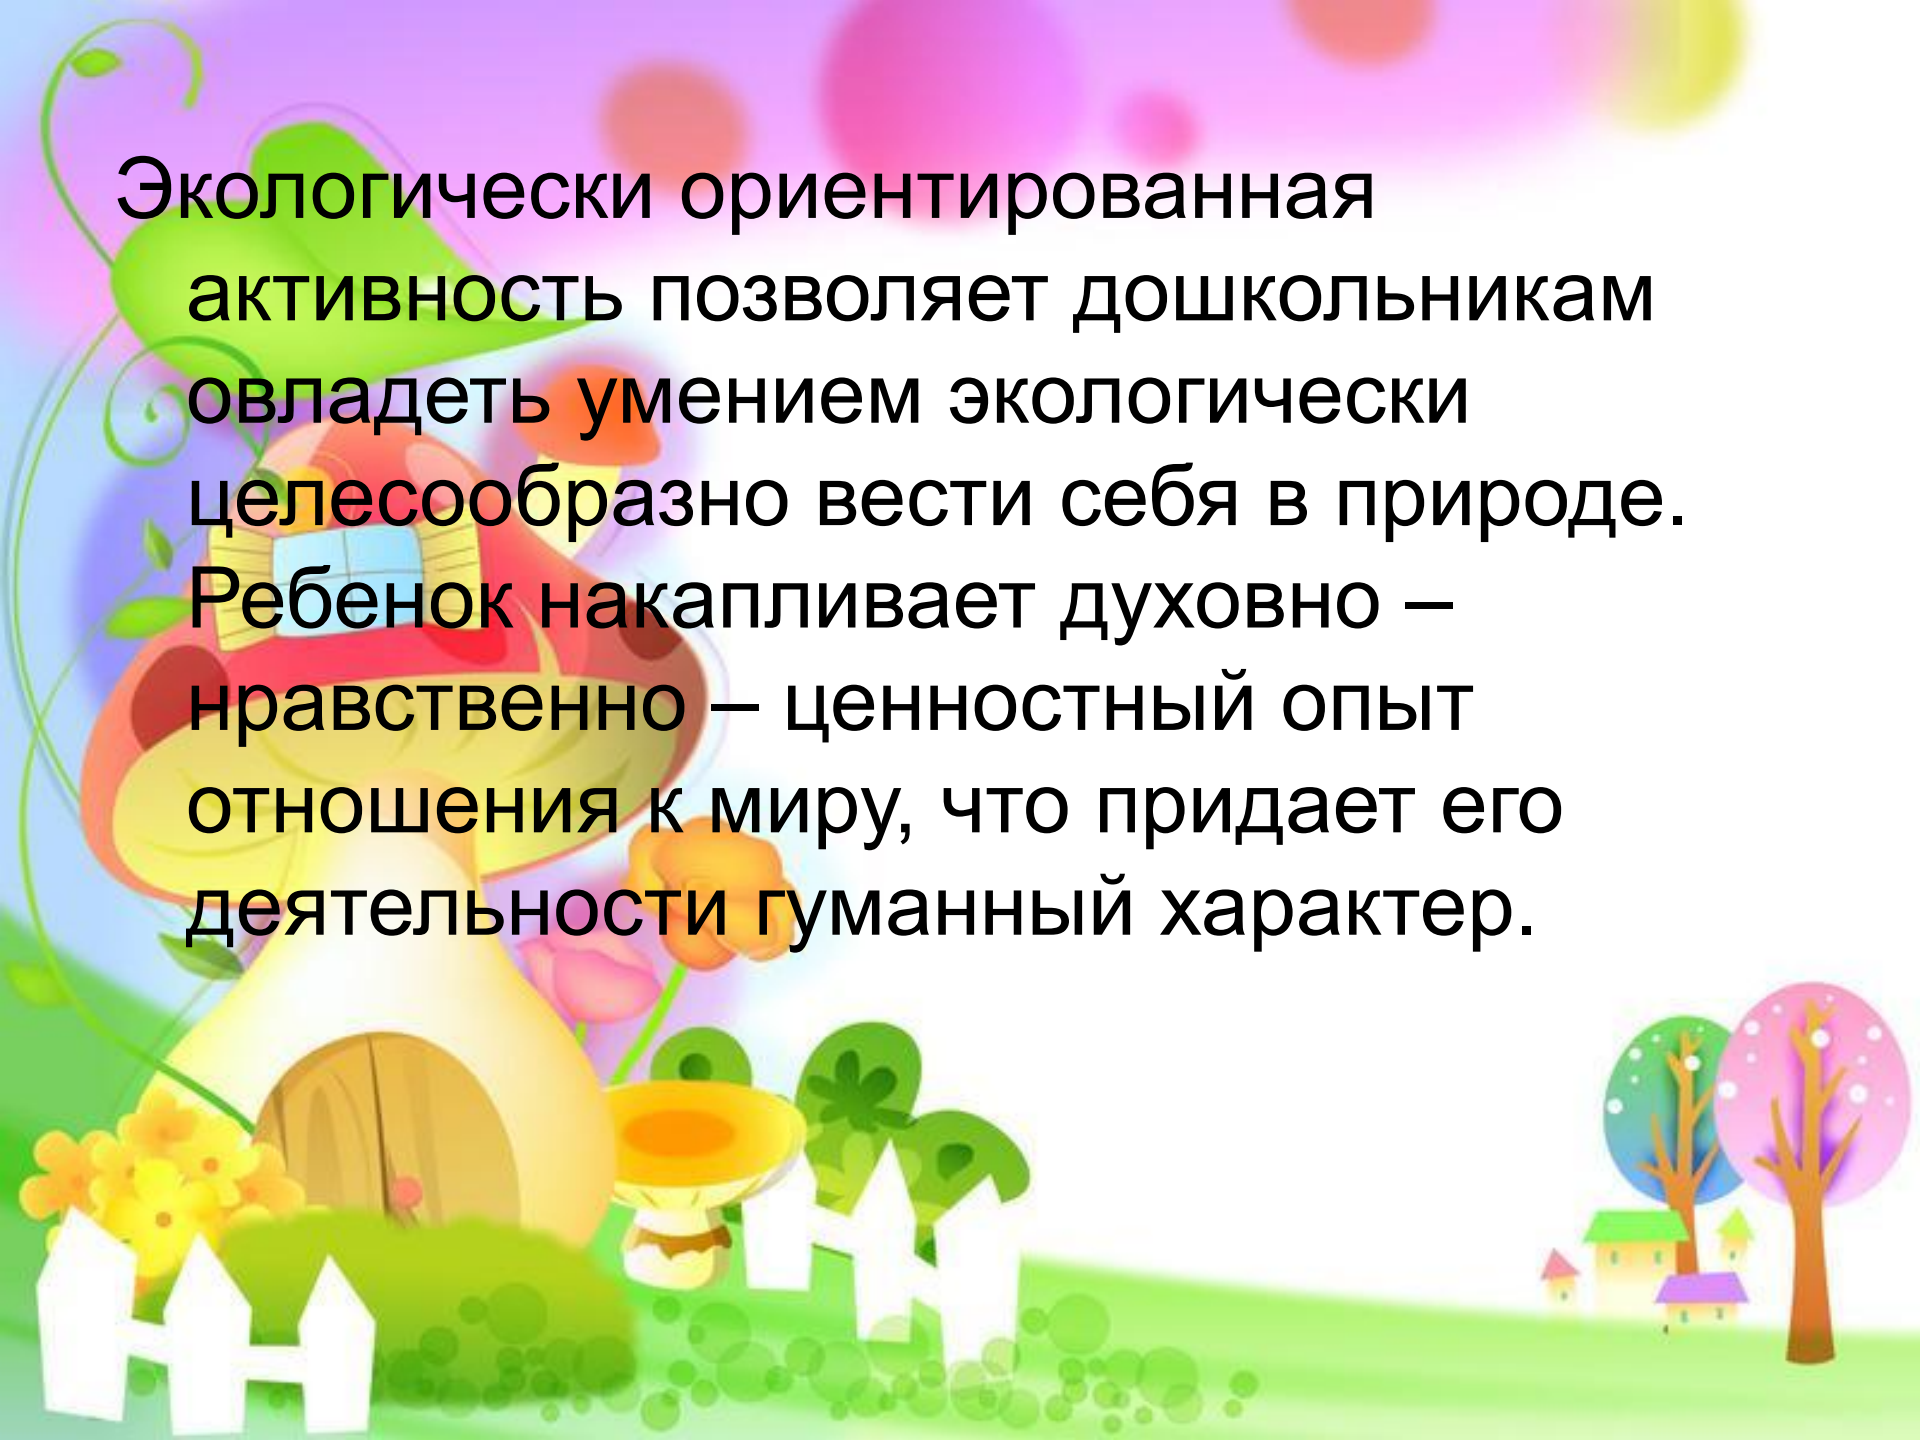 Экологически ориентированная
активность позволяет дошкольникам
овладеть умением экологически
целесообразно вести себя в природе.
Ребенок накапливает духовно –
нравственно – ценностный опыт
отношения к миру, что придает его
деятельности гуманный характер.